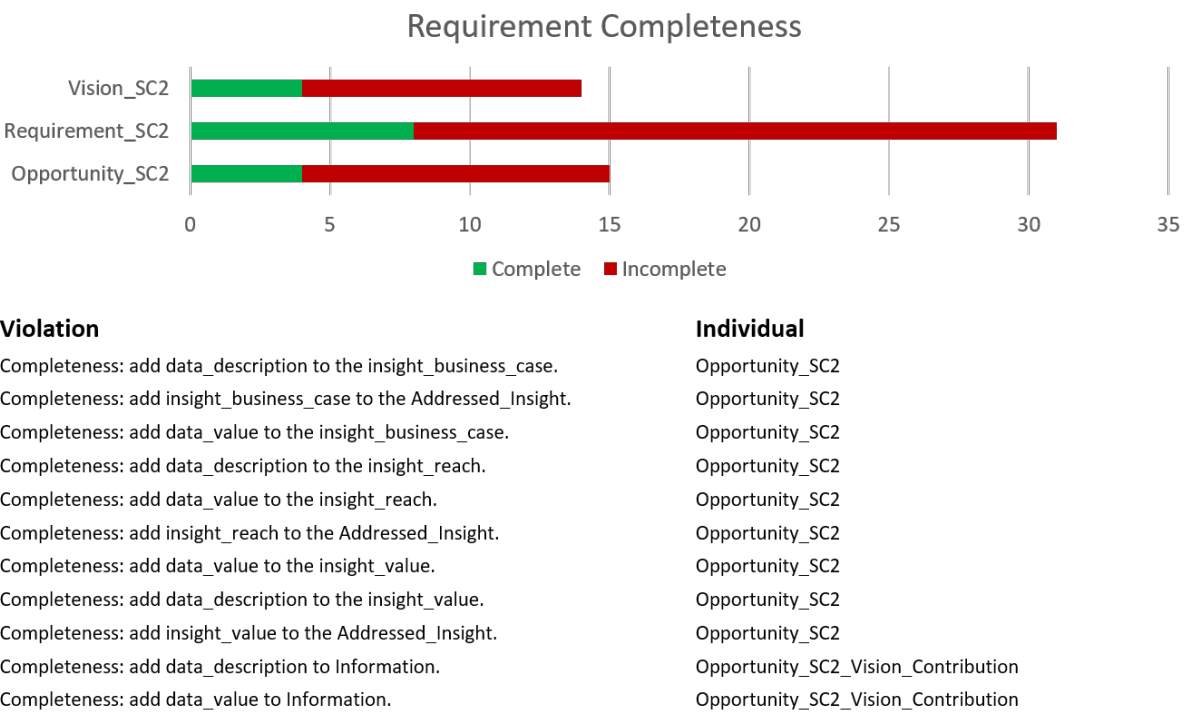 Requirement Completeness
Vision_SC2
Requirement_SC2
Opportunity_SC2
0 5 10 15 20 25 30 35
Complete Incomplete
Violation Individual
Completeness: add data_description to the insight_business_case. Opportunity_SC2
Completeness: add insight_business_case to the Addressed_Insight. Opportunity_SC2
Completeness: add data_value to the insight_business_case. Opportunity_SC2
Completeness: add data_description to the insight_reach. Opportunity_SC2
Completeness: add data_value to the insight_reach. Opportunity_SC2
Completeness: add insight_reach to the Addressed_Insight. Opportunity_SC2
Completeness: add data_value to the insight_value. Opportunity_SC2
Completeness: add data_description to the insight_value. Opportunity_SC2
Completeness: add insight_value to the Addressed_Insight. Opportunity_SC2
Completeness: add data_description to Information. Opportunity_SC2_Vision_Contribution
Completeness: add data_value to Information. Opportunity_SC2_Vision_Contribution